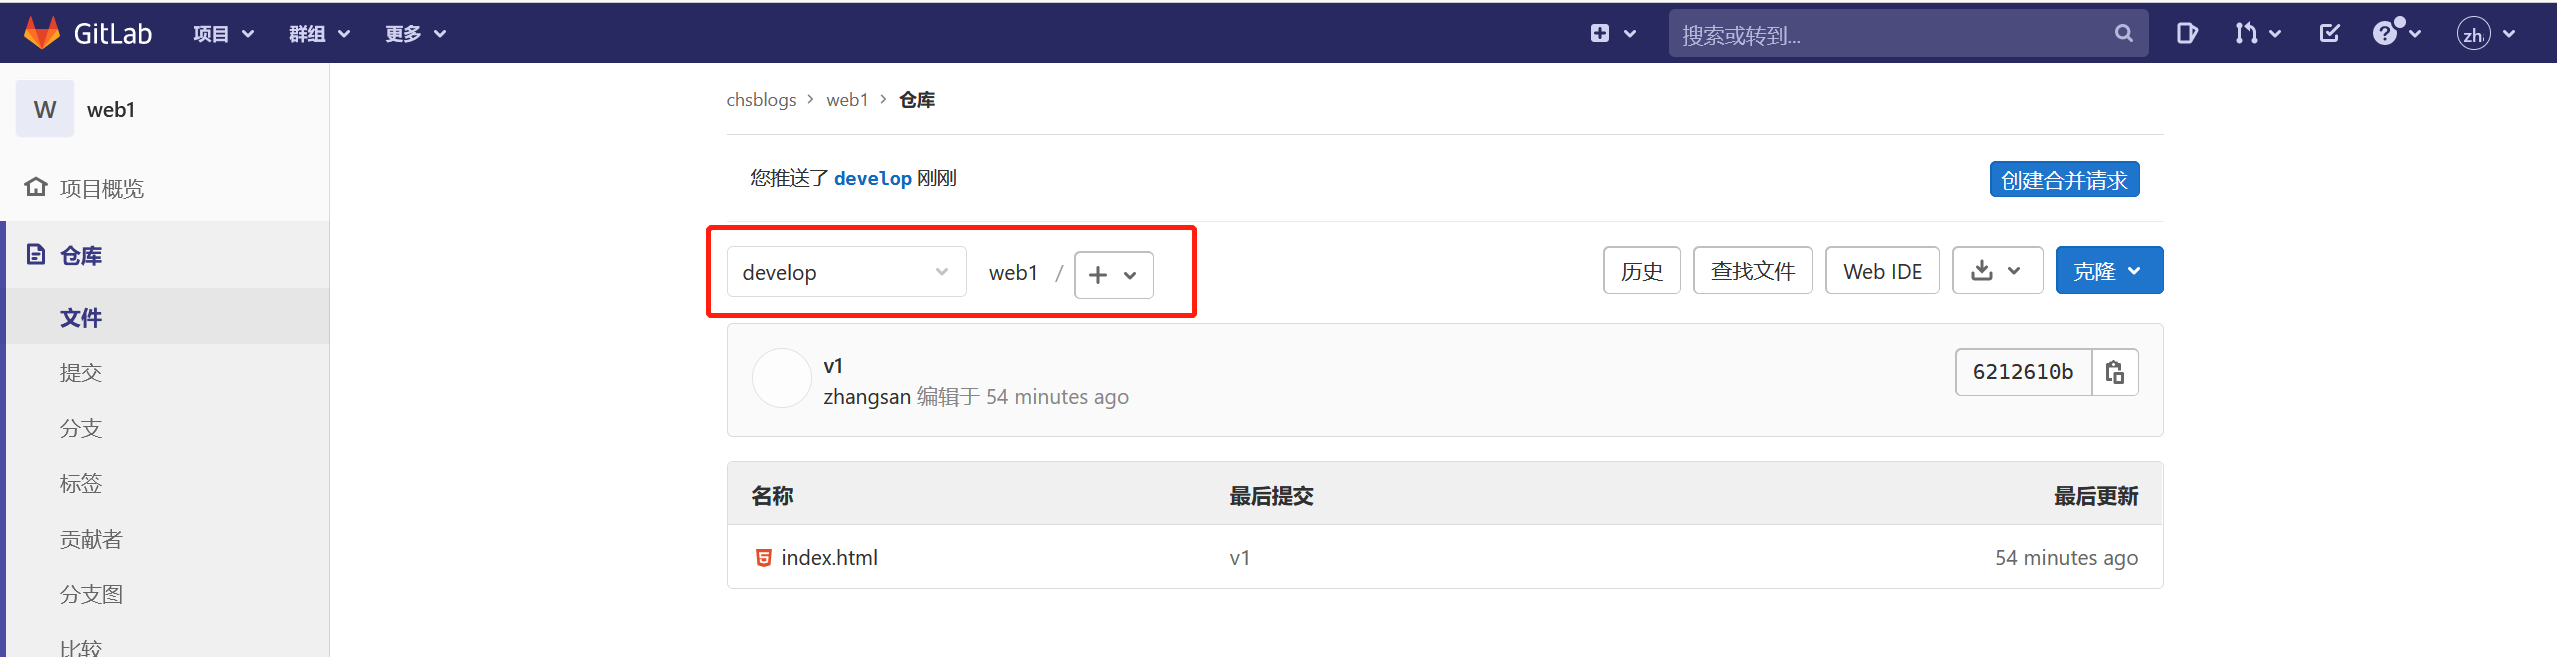 GitLab 项目 群组 更多 搜索或转到... zh
W web1
chsblogs > web1 > 仓库
项目概览
您推送了 develop 刚刚 创建合并请求
仓库
develop web1 / + 历史 查找文件 Web IDE 克隆
文件
提交
分支
标签
贡献者
分支图
比较
v1
zhangsan 编辑于 54 minutes ago
6212610b
名称 最后提交 最后更新
index.html v1 54 minutes ago